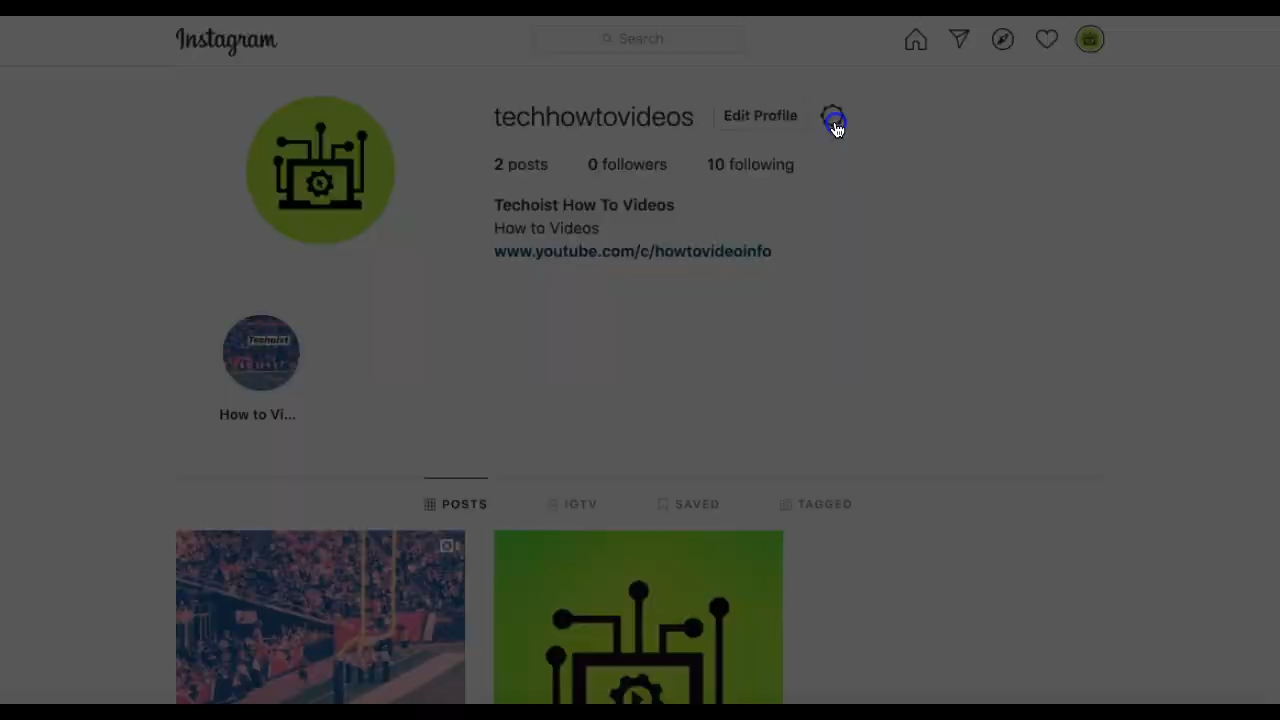 Instagram
Search
techhowtovideos
Edit Profile
2 posts
0 followers
10 following
Techoist How To Videos
How to Videos
www.youtube.com/c/howtovideoinfo
Techoist
How to Vi...
POSTS
IGTV
SAVED
TAGGED